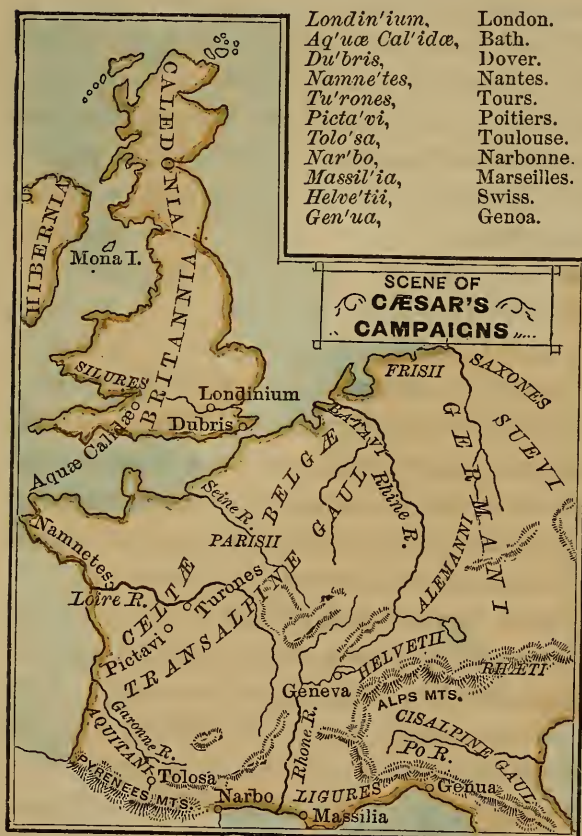 Londin'ium, London.
Aq'uæ Cal'idæ, Bath.
Du'bris, Dover.
Namne'tes, Nantes.
Tu'rones, Tours.
Picta'vi, Poitiers.
Tolo'sa, Toulouse.
Nar'bo, Narbonne.
Massil'ia, Marseilles.
Helve'tii, Swiss.
Gen'ua, Genoa.
SCENE OF
CÆSAR'S
CAMPAIGNS
CALEDONIA
HIBERNIA
Mona I.
BRITANNIA
SILURES
Londinium
Dubris
Aquæ Calidæ
FRISII
SAXONES
SUEVI
GERMANI
BATAVI
BELGÆ
Rhine R.
Seine R.
PARISII
Namnetes
Loire R.
CELTÆ
Turones
Pictavi
TRANSALPINE GAUL
ALEMANNI
HELVETII
RHÆTI
Geneva
ALPS MTS.
CISALPINE GAUL
Po R.
Garonne R.
AQUITANI
Rhone R.
PYRENEES MTS.
Tolosa
Narbo
LIGURES
Genua
Massilia